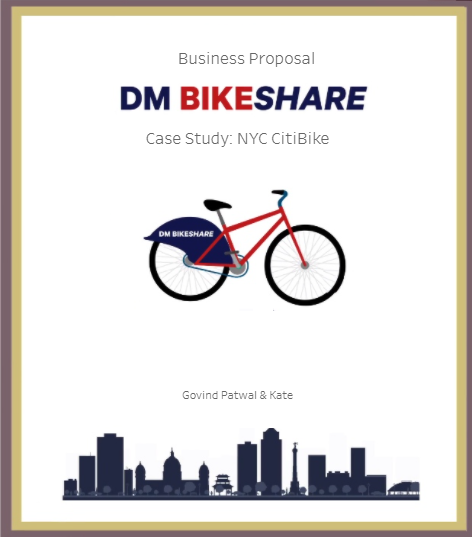 Business Proposal
DM BIKESHARE
Case Study: NYC CitiBike
DM BIKESHARE
Govind Patwal & Kate